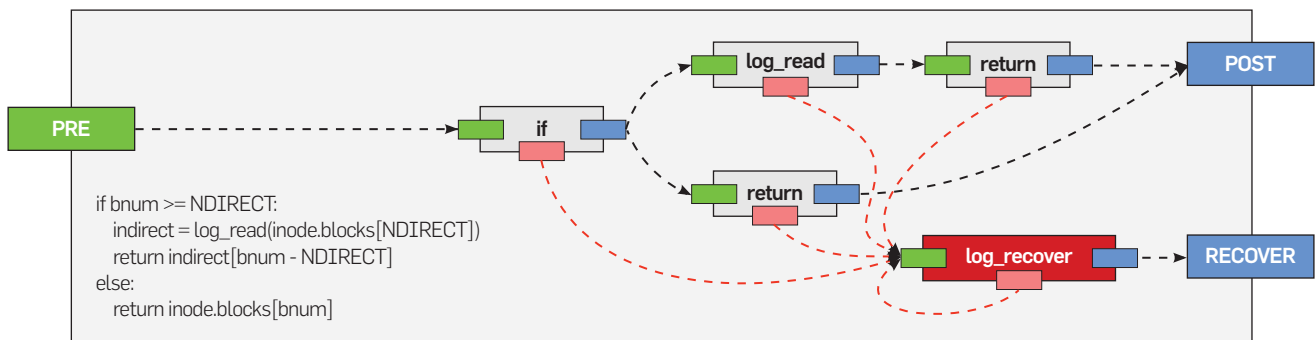 log_read
return
POST
PRE
if
return
if bnum >= NDIRECT:
indirect = log_read(inode.blocks[NDIRECT])
return indirect[bnum - NDIRECT]
else:
return inode.blocks[bnum]
log_recover
RECOVER